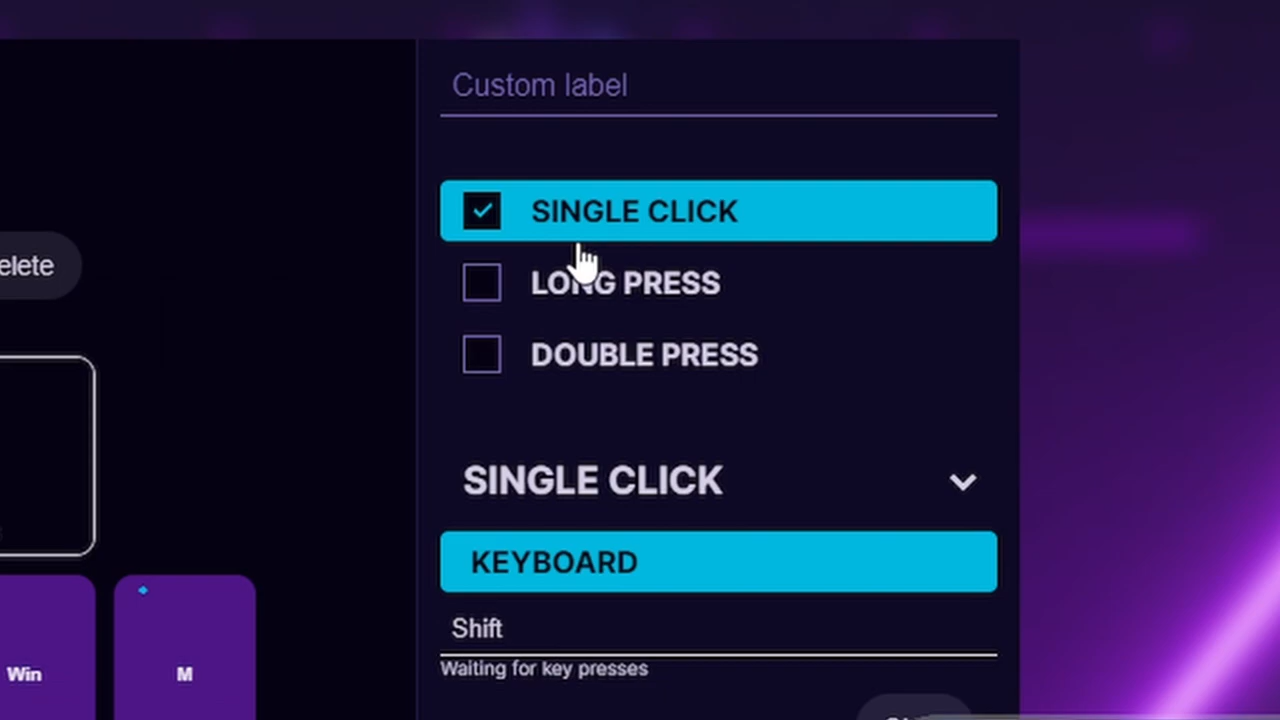 Custom label
SINGLE CLICK
LONG PRESS
DOUBLE PRESS
SINGLE CLICK
KEYBOARD
Shift
Waiting for key presses
elete
Win
M